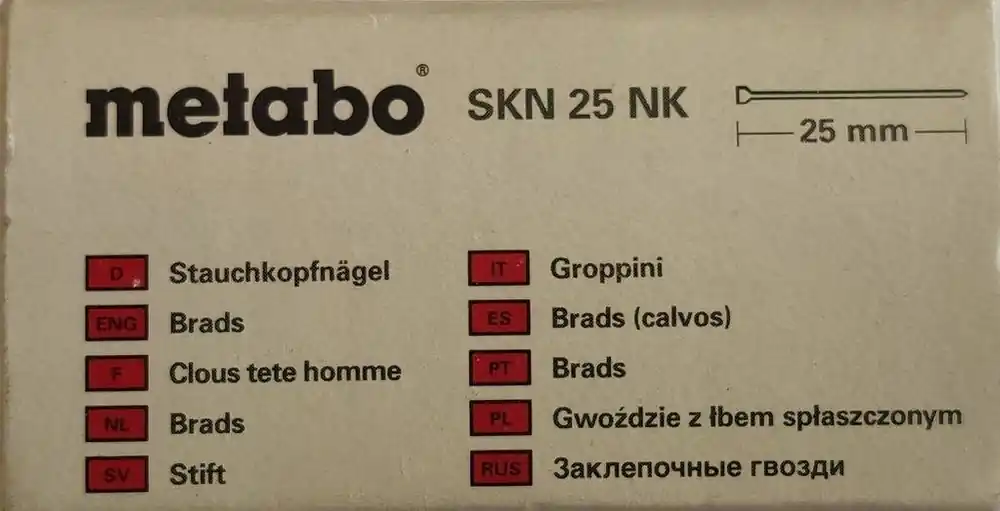 metabo® SKN 25 NK
25 mm
D Stauchkopfnägel
ENG Brads
F Clous tete homme
NL Brads
SV Stift
IT Groppini
ES Brads (calvos)
PT Brads
PL Gwoździe z łbem spłaszczonym
RUS Заклепочные гвозди